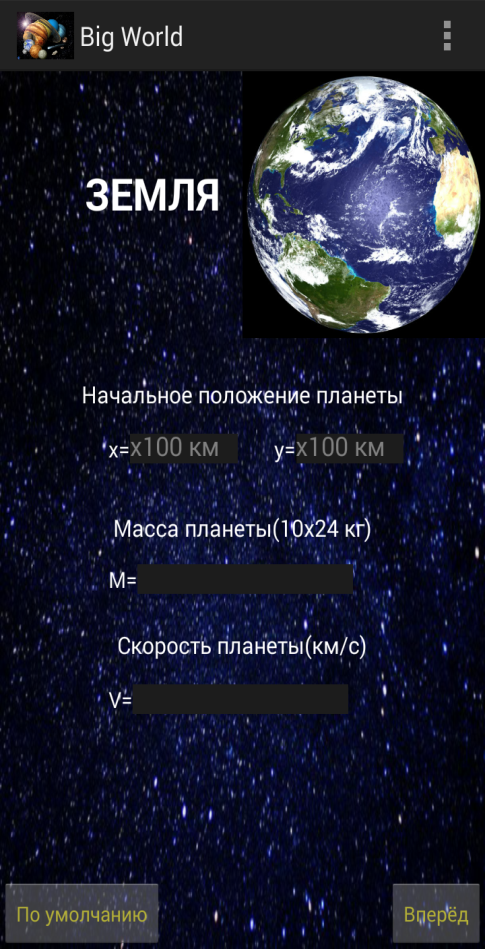 Big World
ЗЕМЛЯ
Начальное положение планеты
x=x100 км y=x100 км
Масса планеты(10x24 кг)
M=
Скорость планеты(км/с)
V=
По умолчанию Вперёд